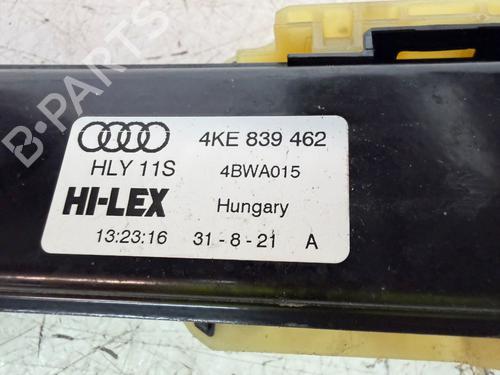 4KE 839 462
HLY 11S 4BWA015
HI-LEX Hungary
13:23:16 31 - 8 - 21 A
B-PARTS